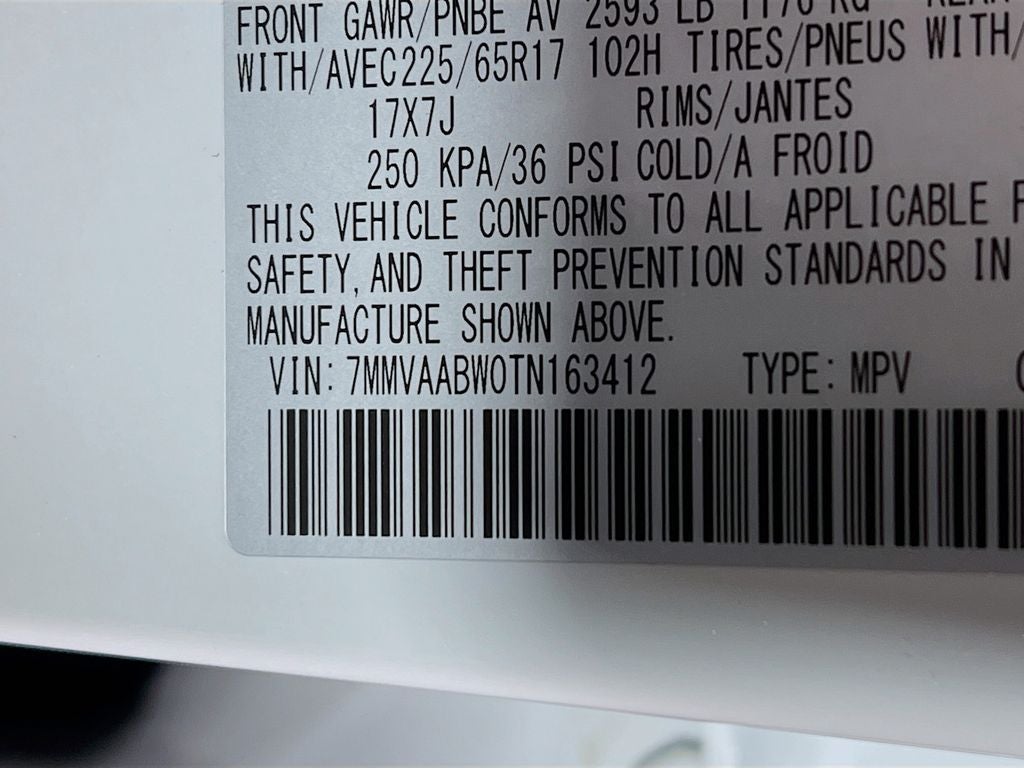 FRONT GAWR/PNBE AV 2593 LB 1176 KG
WITH/AVEC225/65R17 102H TIRES/PNEUS WITH/
17X7J RIMS/JANTES
250 KPA/36 PSI COLD/A FROID
THIS VEHICLE CONFORMS TO ALL APPLICABLE F
SAFETY, AND THEFT PREVENTION STANDARDS IN
MANUFACTURE SHOWN ABOVE.
VIN: 7MMVAABW0TN163412 TYPE: MPV